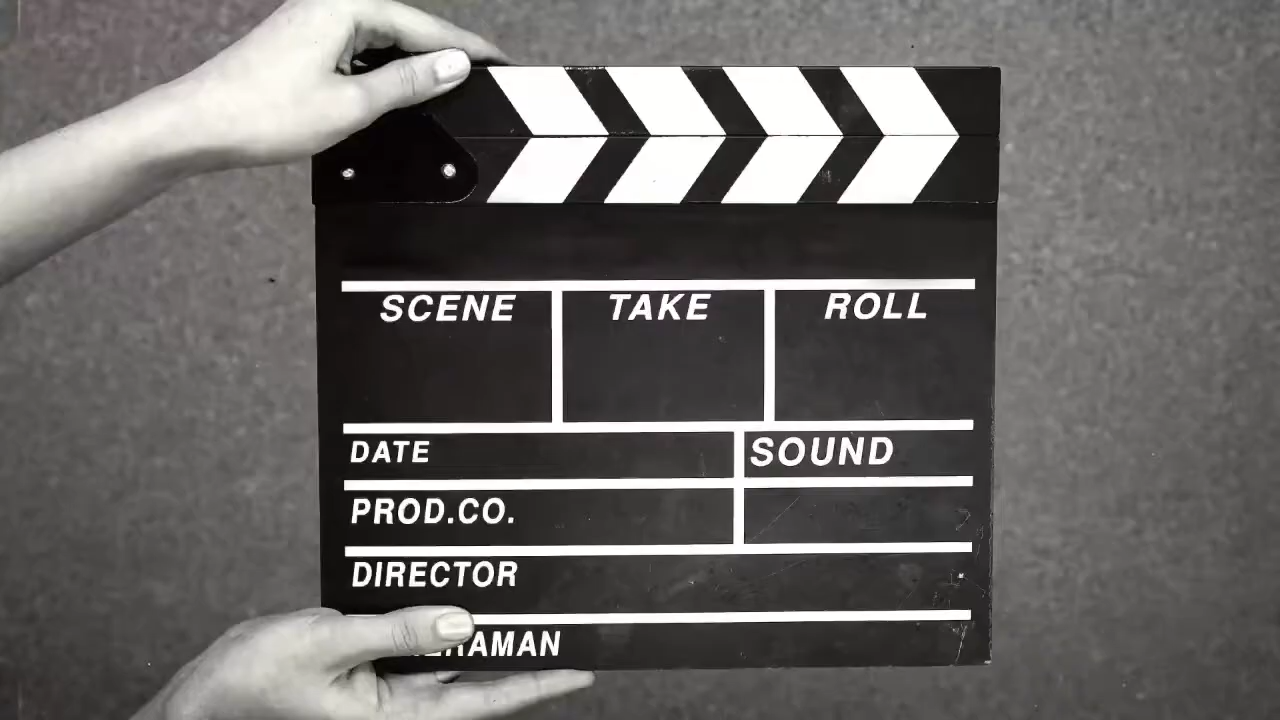 SCENE TAKE ROLL
DATE SOUND
PROD.CO.
DIRECTOR